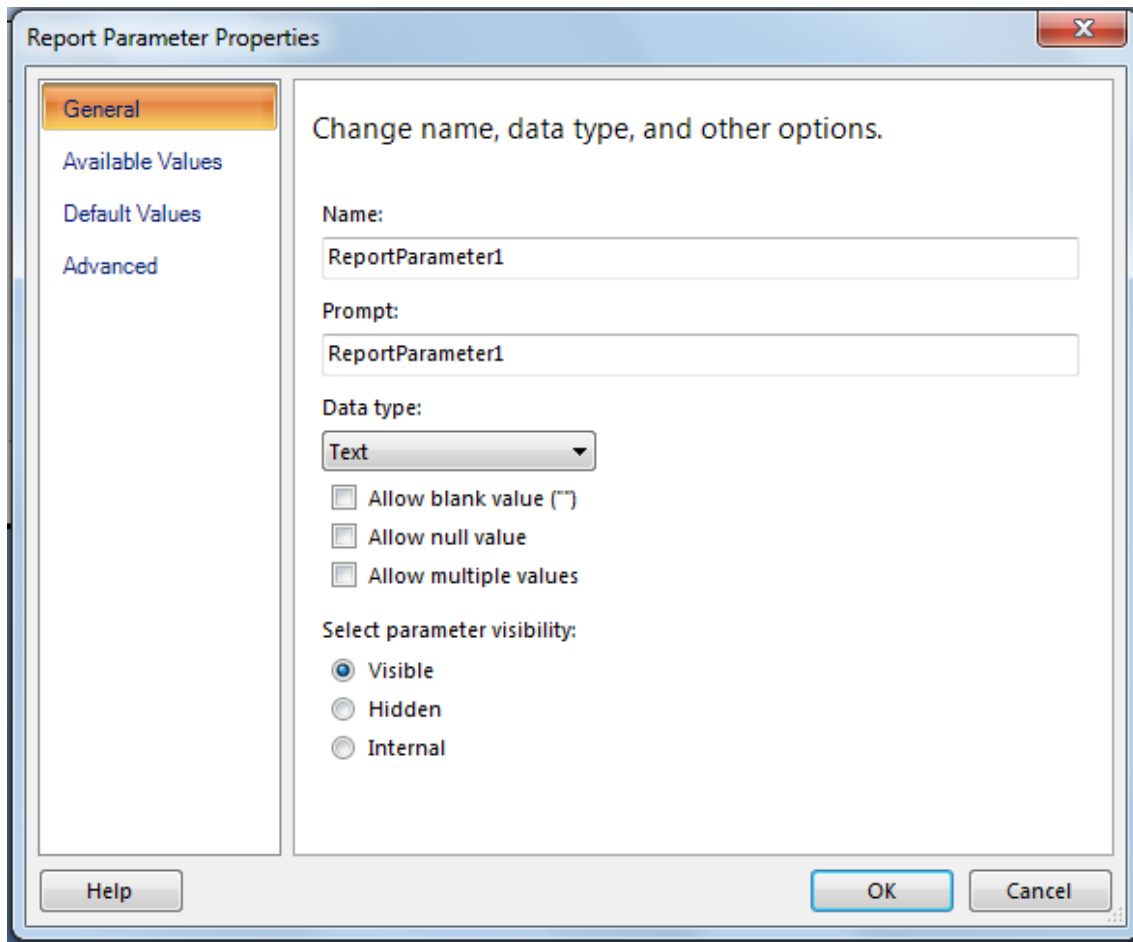 Report Parameter Properties
General
Available Values
Default Values
Advanced
Change name, data type, and other options.
Name:
ReportParameter1
Prompt:
ReportParameter1
Data type:
Text
Allow blank value ("")
Allow null value
Allow multiple values
Select parameter visibility:
Visible
Hidden
Internal
Help
OK
Cancel